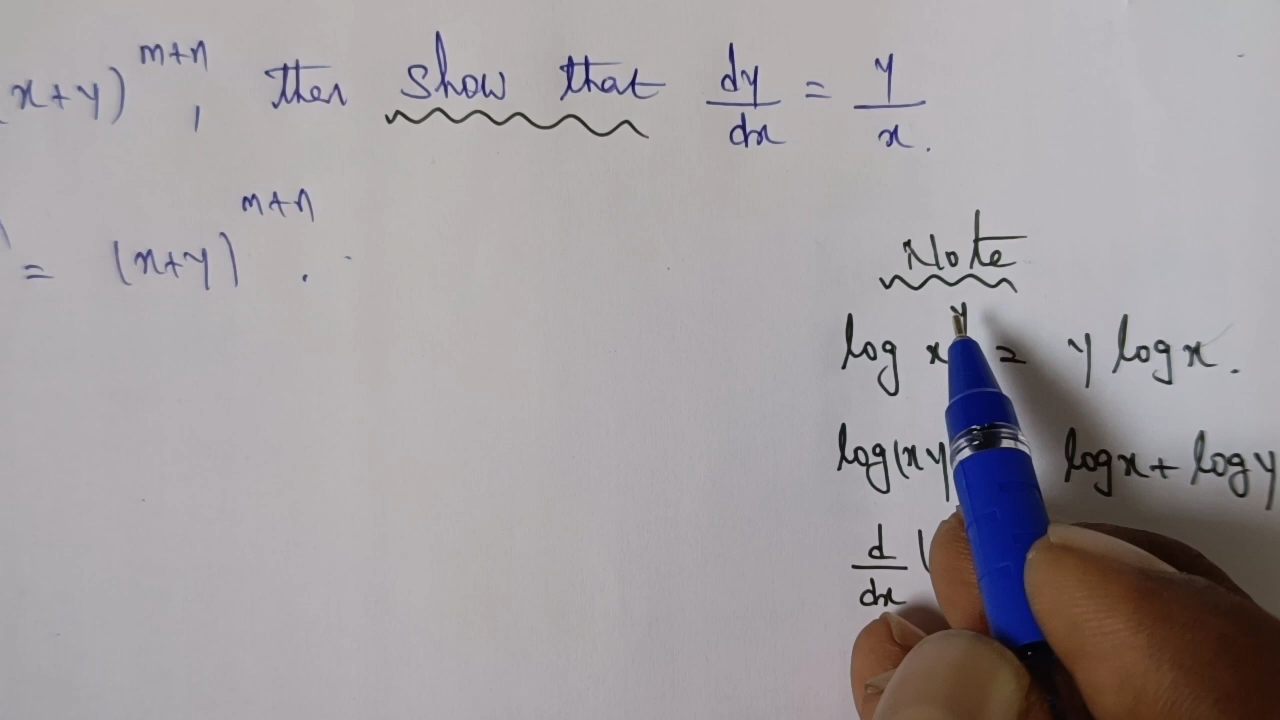 (x+y)^{m+n}, then show that dy/dx = y/x.
= (x+y)^{m+n}.
Note
log x^y = y log x.
log(xy log x + log y
d/dx (